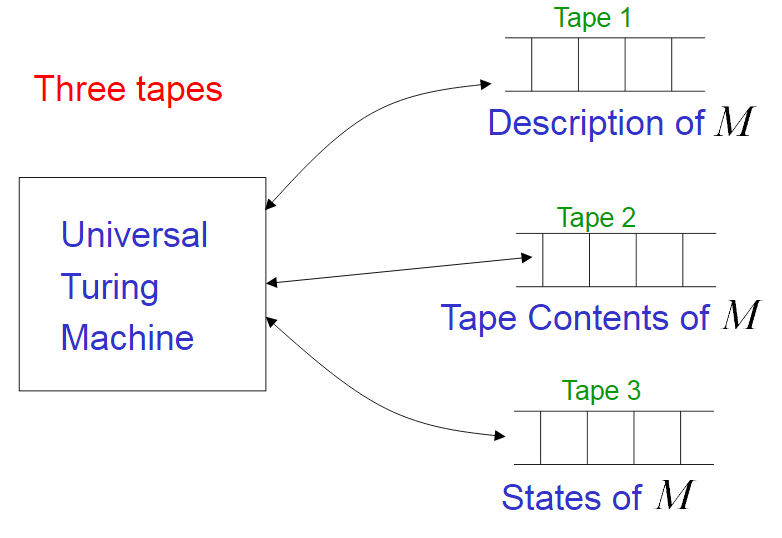 Three tapes
Universal
Turing
Machine
Tape 1
Description of M
Tape 2
Tape Contents of M
Tape 3
States of M